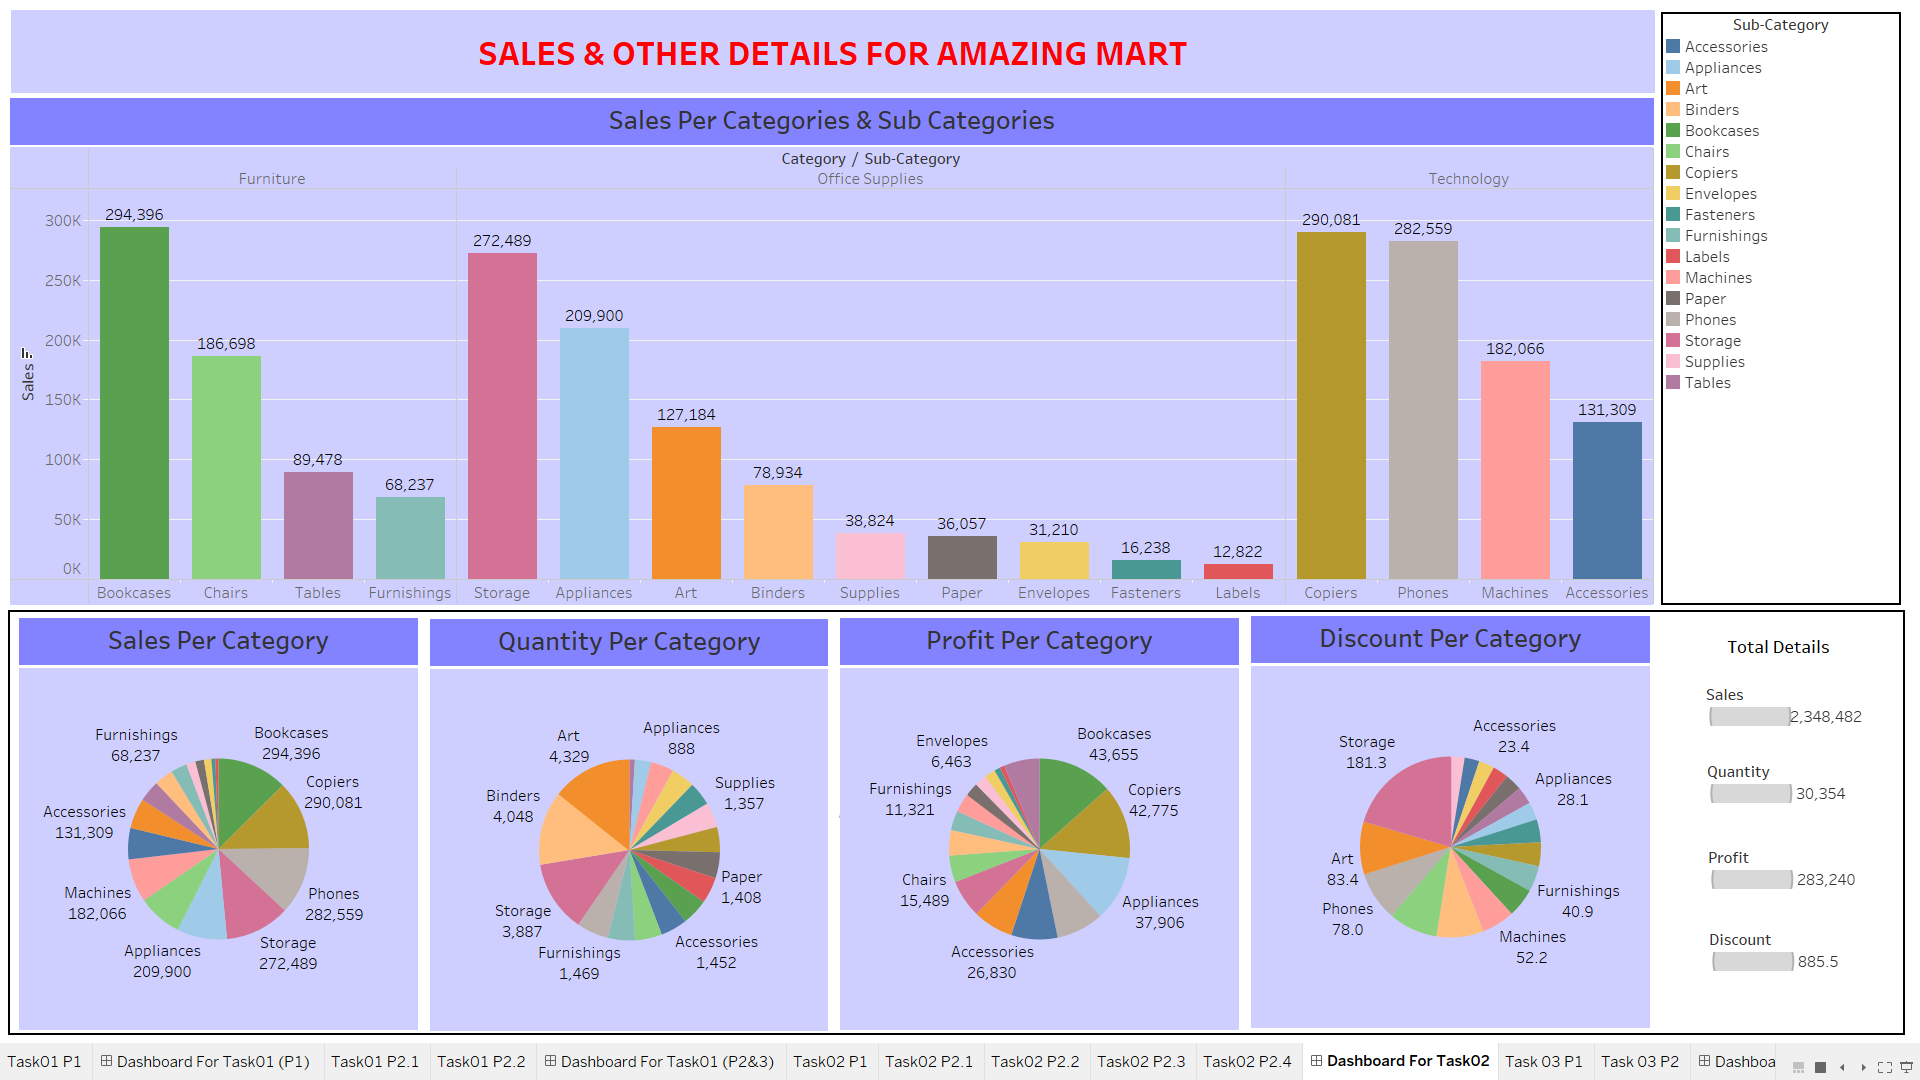 SALES & OTHER DETAILS FOR AMAZING MART
Sales Per Categories & Sub Categories
Category / Sub-Category
Furniture
Office Supplies
Technology
Sales
300K
250K
200K
150K
100K
50K
0K
294,396
186,698
89,478
68,237
272,489
209,900
127,184
78,934
38,824
36,057
31,210
16,238
12,822
290,081
282,559
182,066
131,309
Bookcases
Chairs
Tables
Furnishings
Storage
Appliances
Art
Binders
Supplies
Paper
Envelopes
Fasteners
Labels
Copiers
Phones
Machines
Accessories
Sub-Category
Accessories
Appliances
Art
Binders
Bookcases
Chairs
Copiers
Envelopes
Fasteners
Furnishings
Labels
Machines
Paper
Phones
Storage
Supplies
Tables
Sales Per Category
Furnishings
68,237
Bookcases
294,396
Copiers
290,081
Accessories
131,309
Machines
182,066
Phones
282,559
Appliances
209,900
Storage
272,489
Quantity Per Category
Art
4,329
Appliances
888
Supplies
1,357
Binders
4,048
Paper
1,408
Storage
3,887
Accessories
1,452
Furnishings
1,469
Profit Per Category
Envelopes
6,463
Bookcases
43,655
Furnishings
11,321
Copiers
42,775
Chairs
15,489
Appliances
37,906
Accessories
26,830
Discount Per Category
Accessories
23.4
Storage
181.3
Appliances
28.1
Art
83.4
Furnishings
40.9
Phones
78.0
Machines
52.2
Total Details
Sales
2,348,482
Quantity
30,354
Profit
283,240
Discount
885.5
Task01 P1
Dashboard For Task01 (P1)
Task01 P2.1
Task01 P2.2
Dashboard For Task01 (P2&3)
Task02 P1
Task02 P2.1
Task02 P2.2
Task02 P2.3
Task02 P2.4
Dashboard For Task02
Task 03 P1
Task 03 P2
Dashboa